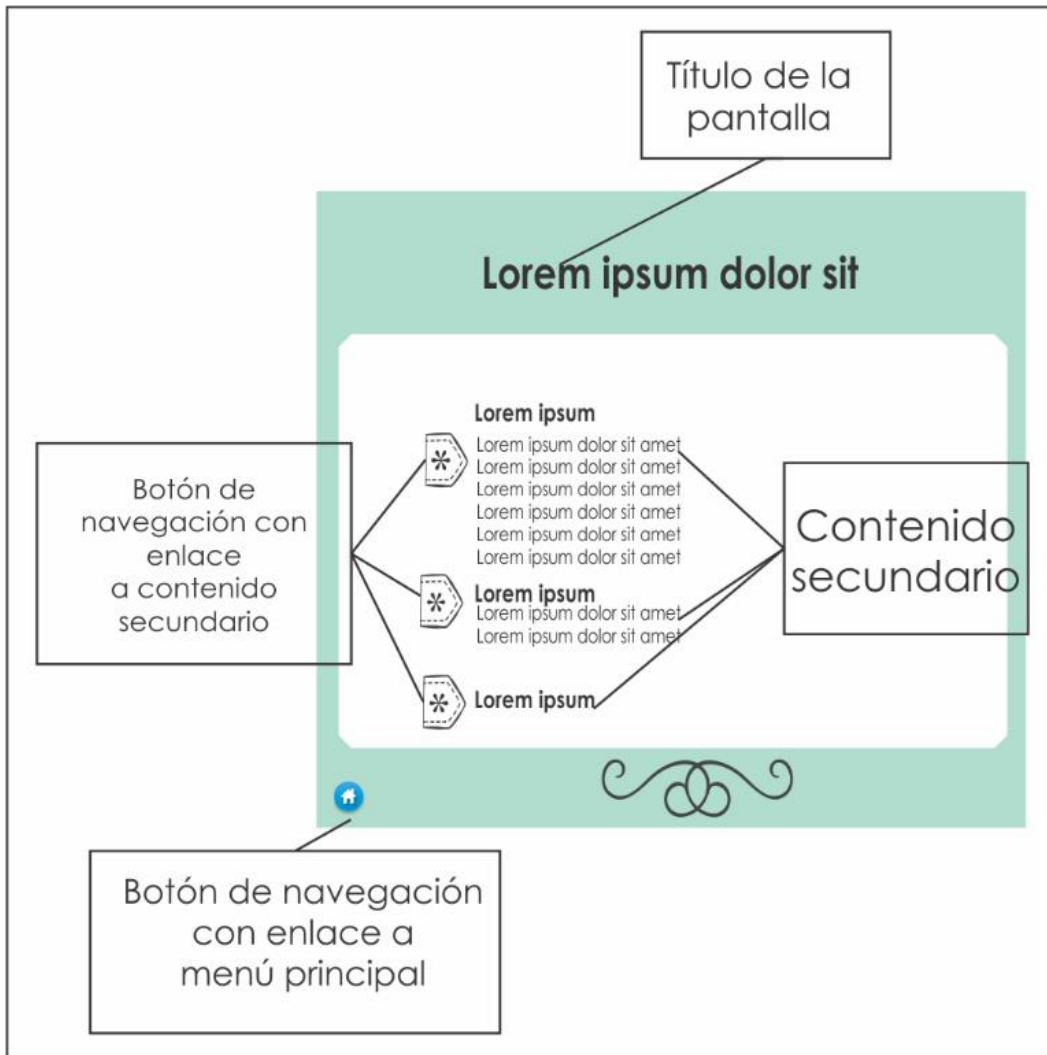 Título de la
pantalla
Lorem ipsum dolor sit
Lorem ipsum
Lorem ipsum dolor sit amet
Lorem ipsum dolor sit amet
Lorem ipsum dolor sit amet
Lorem ipsum dolor sit amet
Lorem ipsum dolor sit amet
Lorem ipsum dolor sit amet
Botón de
navegación con
enlace
a contenido
secundario
Contenido
secundario
*
Lorem ipsum
Lorem ipsum dolor sit amet
Lorem ipsum dolor sit amet
*
Lorem ipsum
*
Botón de navegación
con enlace a
menú principal